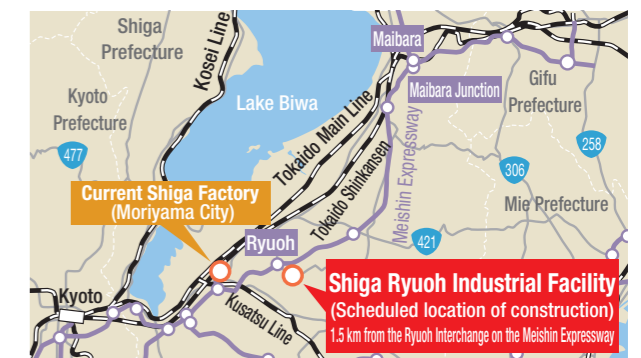 Shiga
Prefecture
Kosei Line
Maibara
Gifu
Prefecture
Maibara Junction
Kyoto
Prefecture
Lake Biwa
Tokaido Main Line
477
258
Meishin Expressway
306
Current Shiga Factory
(Moriyama City)
Tokaido Shinkansen
Mie Prefecture
Ryuoh
421
Shiga Ryuoh Industrial Facility
(Scheduled location of construction)
1.5 km from the Ryuoh Interchange on the Meishin Expressway
Kyoto
Kusatsu Line